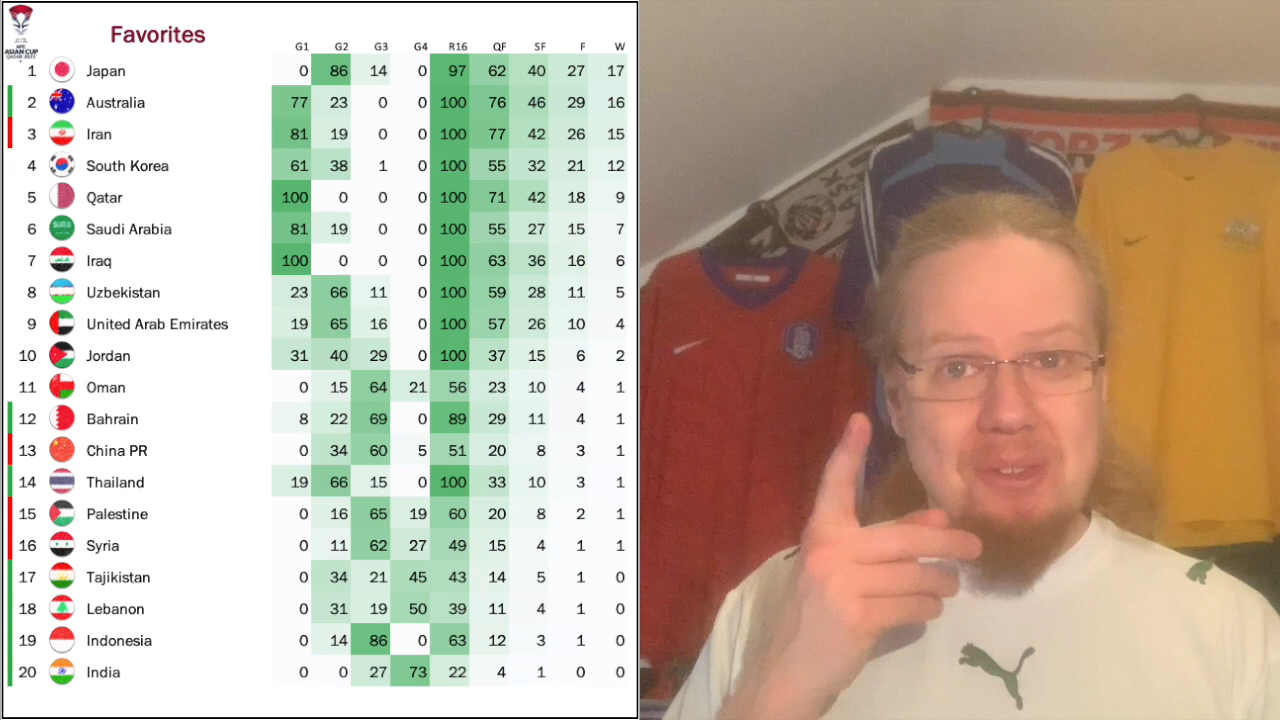 AFC
ASIAN CUP
QATAR 2023
Favorites
G1 G2 G3 G4 R16 QF SF F W
1 Japan 0 86 14 0 97 62 40 27 17
2 Australia 77 23 0 0 100 76 46 29 16
3 Iran 81 19 0 0 100 77 42 26 15
4 South Korea 61 38 1 0 100 55 32 21 12
5 Qatar 100 0 0 0 100 71 42 18 9
6 Saudi Arabia 81 19 0 0 100 55 27 15 7
7 Iraq 100 0 0 0 100 63 36 16 6
8 Uzbekistan 23 66 11 0 100 59 28 11 5
9 United Arab Emirates 19 65 16 0 100 57 26 10 4
10 Jordan 31 40 29 0 100 37 15 6 2
11 Oman 0 15 64 21 56 23 10 4 1
12 Bahrain 8 22 69 0 89 29 11 4 1
13 China PR 0 34 60 5 51 20 8 3 1
14 Thailand 19 66 15 0 100 33 10 3 1
15 Palestine 0 16 65 19 60 20 8 2 1
16 Syria 0 11 62 27 49 15 4 1 1
17 Tajikistan 0 34 21 45 43 14 5 1 0
18 Lebanon 0 31 19 50 39 11 4 1 0
19 Indonesia 0 14 86 0 63 12 3 1 0
20 India 0 0 27 73 22 4 1 0 0